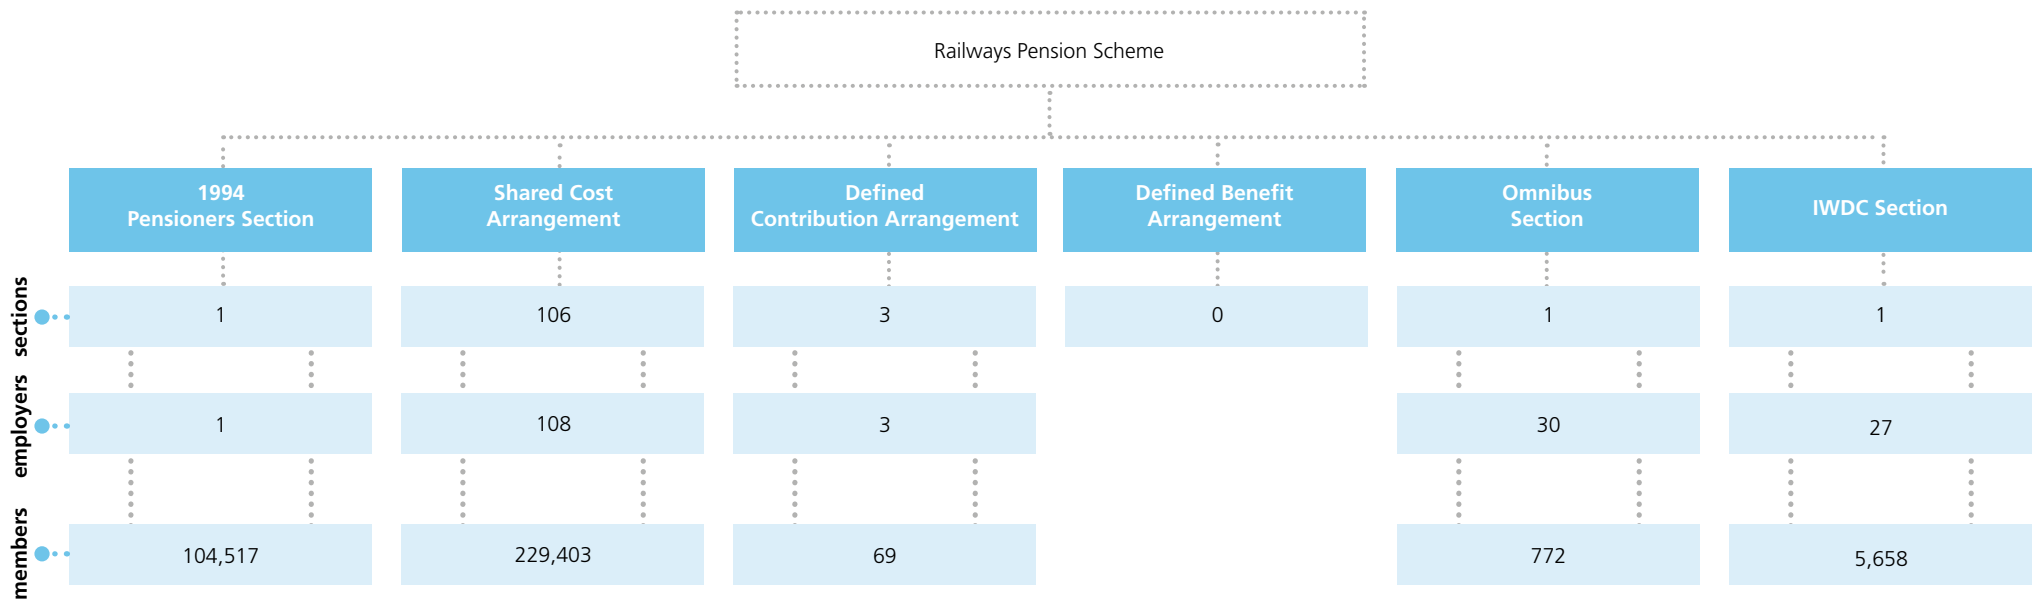 Railways Pension Scheme
1994
Pensioners Section
Shared Cost
Arrangement
Defined
Contribution Arrangement
Defined Benefit
Arrangement
Omnibus
Section
IWDC Section
sections
1
106
3
0
1
1
employers
1
108
3
30
27
members
104,517
229,403
69
772
5,658